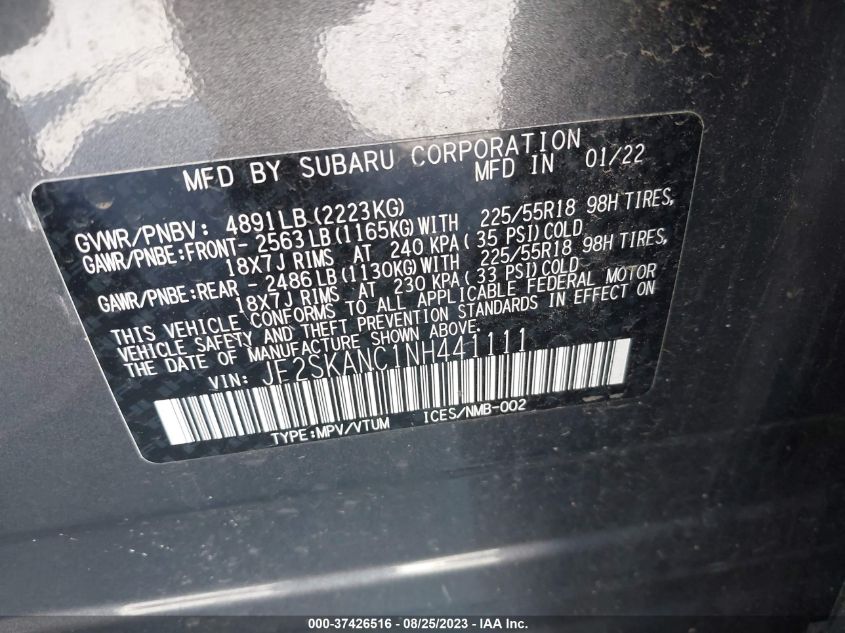 MFD BY SUBARU CORPORATION
MFD IN 01/22
GVWR/PNBV: 4891LB(2223KG)
GAWR/PNBE:FRONT- 2563LB(1165KG)WITH 225/55R18 98H TIRES,
18X7J RIMS AT 240 KPA( 35 PSI)COLD
GAWR/PNBE:REAR - 2486LB(1130KG)WITH 225/55R18 98H TIRES,
18X7J RIMS AT 230 KPA( 33 PSI)COLD
THIS VEHICLE CONFORMS TO ALL APPLICABLE FEDERAL MOTOR
VEHICLE SAFETY AND THEFT PREVENTION STANDARDS IN EFFECT ON
THE DATE OF MANUFACTURE SHOWN ABOVE.
VIN: JF2SKANC1NH441111
TYPE:MPV/VTUM ICES/NMB-002
000-37426516 - 08/25/2023 - IAA Inc.